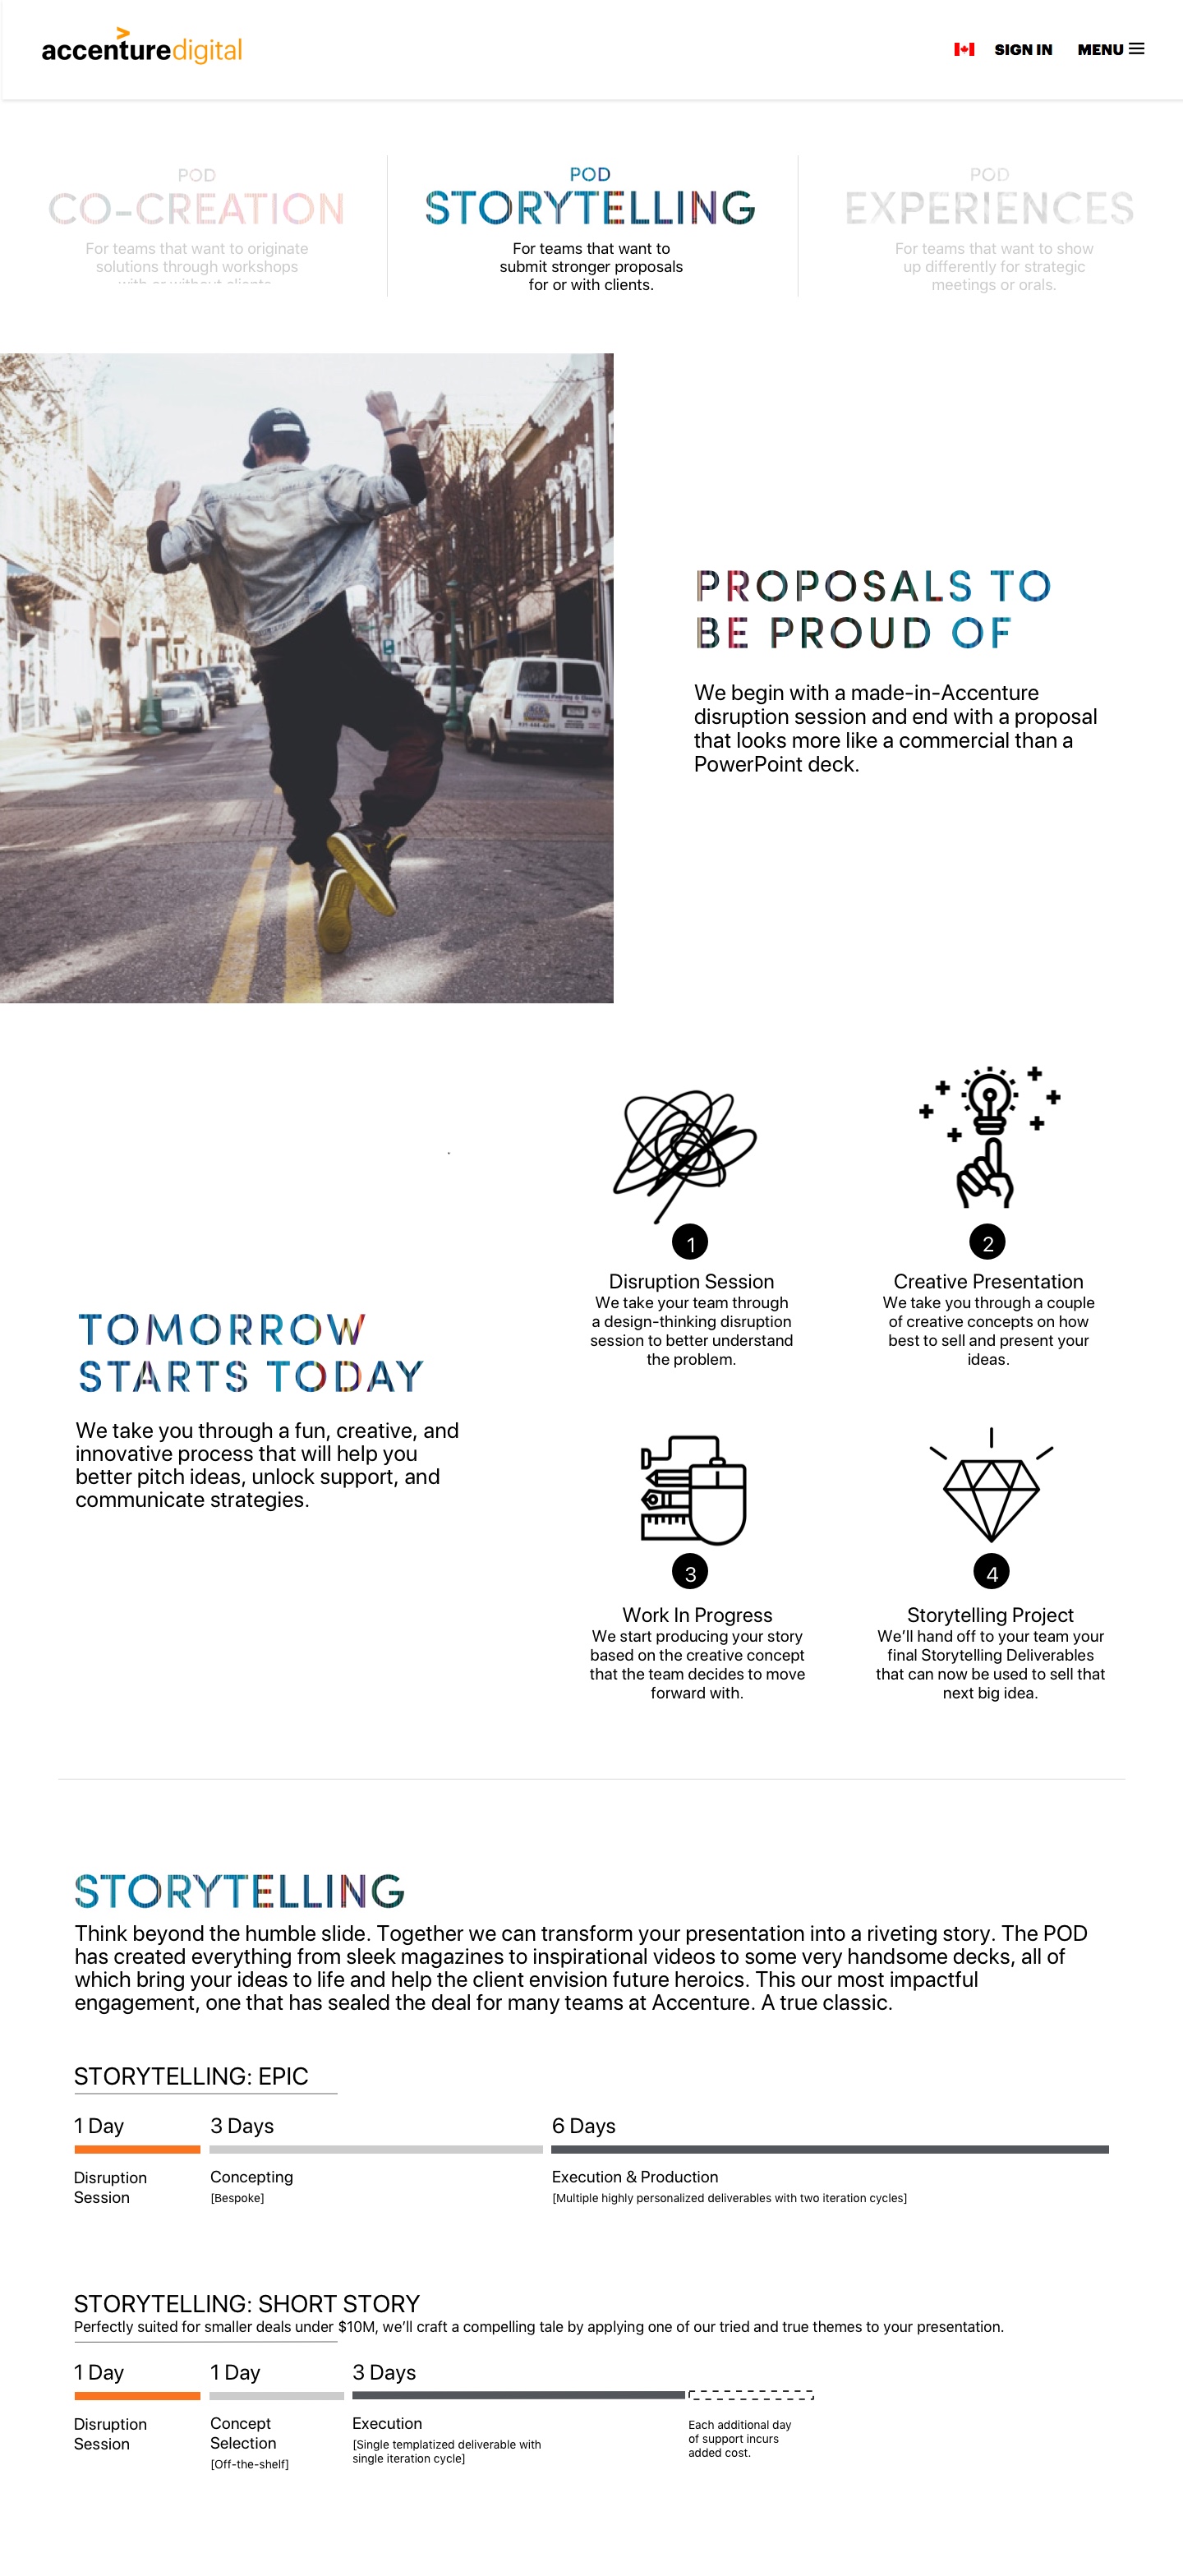 accenturedigital
SIGN IN
MENU
POD
CO-CREATION
For teams that want to originate
solutions through workshops
with or without clients.
POD
STORYTELLING
For teams that want to
submit stronger proposals
for or with clients.
POD
EXPERIENCES
For teams that want to show
up differently for strategic
meetings or orals.
PROPOSALS TO
BE PROUD OF
We begin with a made-in-Accenture
disruption session and end with a proposal
that looks more like a commercial than a
PowerPoint deck.
1
Disruption Session
We take your team through
a design-thinking disruption
session to better understand
the problem.
2
Creative Presentation
We take you through a couple
of creative concepts on how
best to sell and present your
ideas.
TOMORROW
STARTS TODAY
We take you through a fun, creative, and
innovative process that will help you
better pitch ideas, unlock support, and
communicate strategies.
3
Work In Progress
We start producing your story
based on the creative concept
that the team decides to move
forward with.
4
Storytelling Project
We’ll hand off to your team your
final Storytelling Deliverables
that can now be used to sell that
next big idea.
STORYTELLING
Think beyond the humble slide. Together we can transform your presentation into a riveting story. The POD
has created everything from sleek magazines to inspirational videos to some very handsome decks, all of
which bring your ideas to life and help the client envision future heroics. This our most impactful
engagement, one that has sealed the deal for many teams at Accenture. A true classic.
STORYTELLING: EPIC
1 Day
3 Days
6 Days
Disruption
Session
Concepting
[Bespoke]
Execution & Production
[Multiple highly personalized deliverables with two iteration cycles]
STORYTELLING: SHORT STORY
Perfectly suited for smaller deals under $10M, we’ll craft a compelling tale by applying one of our tried and true themes to your presentation.
1 Day
1 Day
3 Days
Disruption
Session
Concept
Selection
[Off-the-shelf]
Execution
[Single templatized deliverable with
single iteration cycle]
Each additional day
of support incurs
added cost.